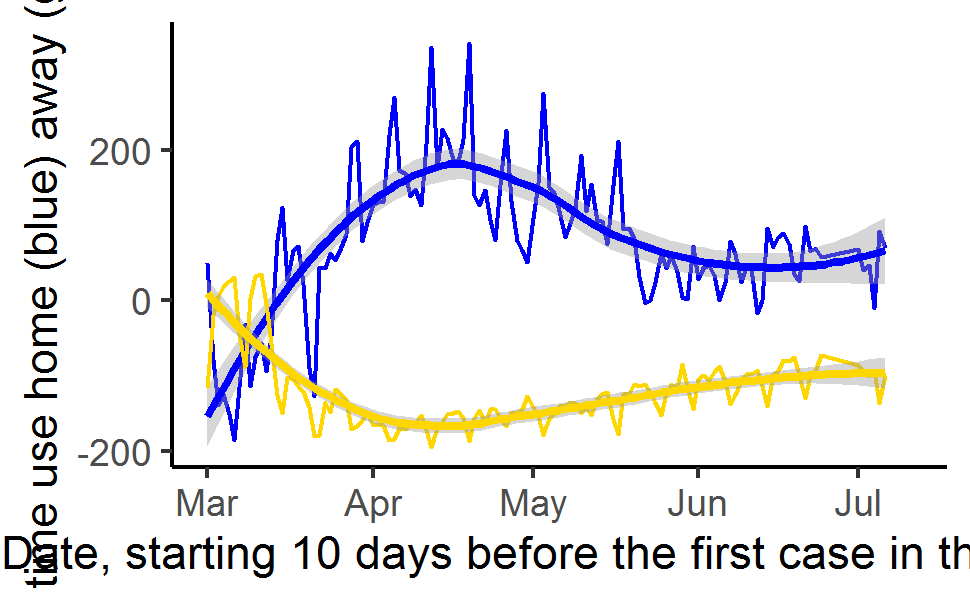 time use home (blue) away (
200
0
-200
Mar Apr May Jun Jul
Date, starting 10 days before the first case in th